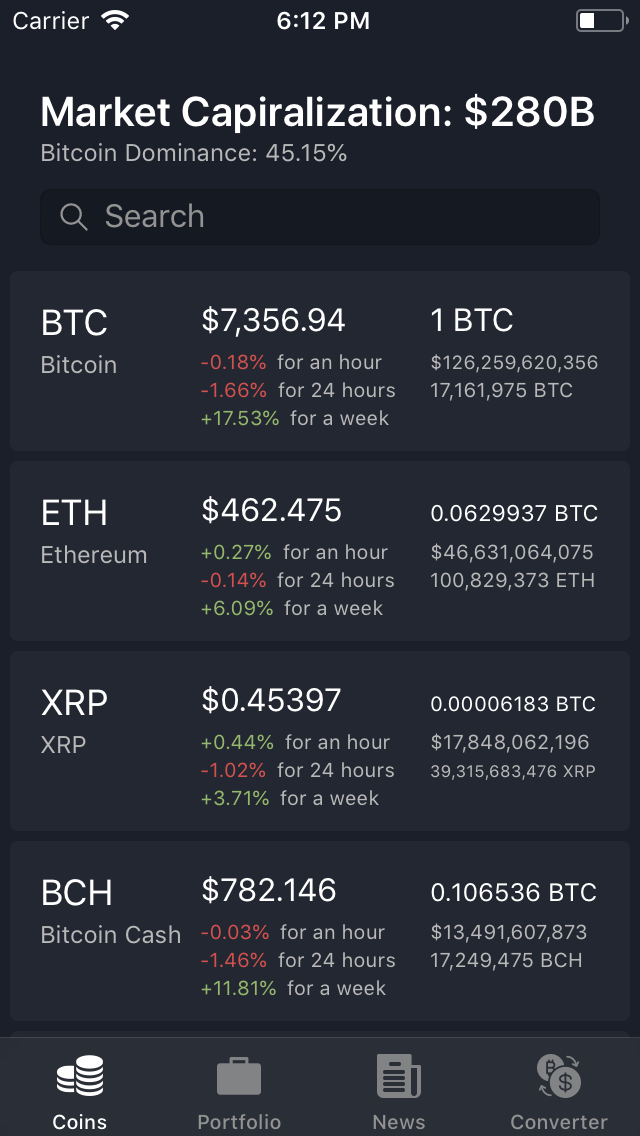 Carrier 6:12 PM
Market Capiralization: $280B
Bitcoin Dominance: 45.15%
Search
BTC $7,356.94 1 BTC
Bitcoin -0.18% for an hour $126,259,620,356
-1.66% for 24 hours 17,161,975 BTC
+17.53% for a week
ETH $462.475 0.0629937 BTC
Ethereum +0.27% for an hour $46,631,064,075
-0.14% for 24 hours 100,829,373 ETH
+6.09% for a week
XRP $0.45397 0.00006183 BTC
XRP +0.44% for an hour $17,848,062,196
-1.02% for 24 hours 39,315,683,476 XRP
+3.71% for a week
BCH $782.146 0.106536 BTC
Bitcoin Cash -0.03% for an hour $13,491,607,873
-1.46% for 24 hours 17,249,475 BCH
+11.81% for a week
Coins Portfolio News Converter